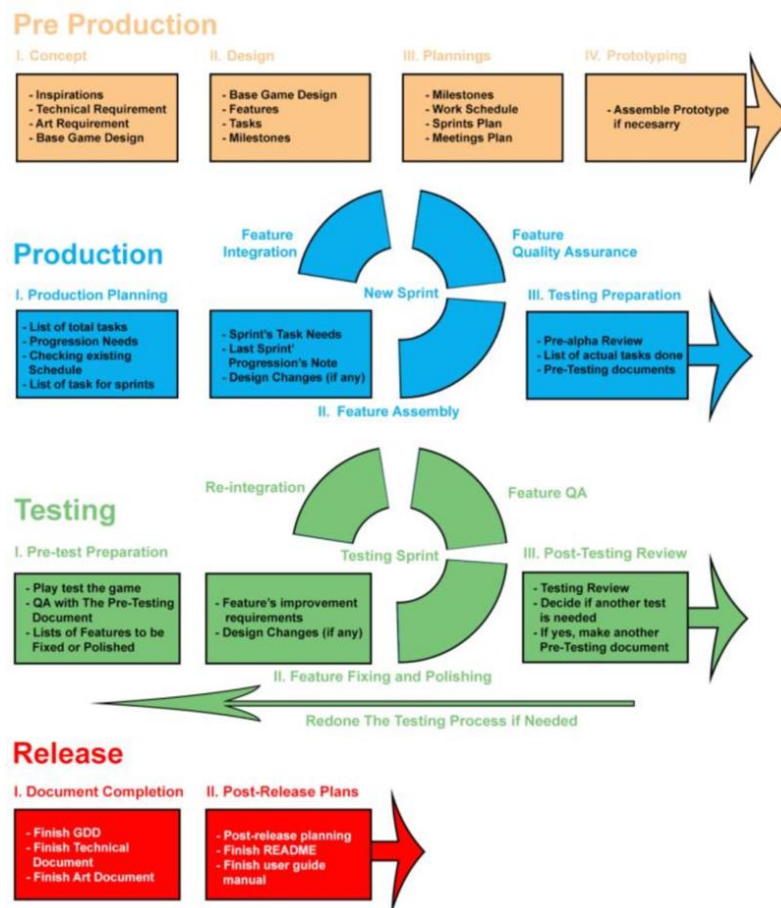 Pre Production
I. Concept
- Inspirations
- Technical Requirement
- Art Requirement
- Base Game Design
II. Design
- Base Game Design
- Features
- Tasks
- Milestones
III. Plannings
- Milestones
- Work Schedule
- Sprints Plan
- Meetings Plan
IV. Prototyping
- Assemble Prototype
if necesarry
Production
Feature
Integration
Feature
Quality Assurance
New Sprint
I. Production Planning
- List of total tasks
- Progression Needs
- Checking existing
Schedule
- List of task for sprints
- Sprint's Task Needs
- Last Sprint'
Progression's Note
- Design Changes (if any)
II. Feature Assembly
III. Testing Preparation
- Pre-alpha Review
- List of actual tasks done
- Pre-Testing documents
Testing
Re-integration
Feature QA
Testing Sprint
I. Pre-test Preparation
- Play test the game
- QA with The Pre-Testing
Document
- Lists of Features to be
Fixed or Polished
- Feature's improvement
requirements
- Design Changes (if any)
II. Feature Fixing and Polishing
III. Post-Testing Review
- Testing Review
- Decide if another test
is needed
- If yes, make another
Pre-Testing document
Redone The Testing Process if Needed
Release
I. Document Completion
- Finish GDD
- Finish Technical
Document
- Finish Art Document
II. Post-Release Plans
- Post-release planning
- Finish README
- Finish user guide
manual